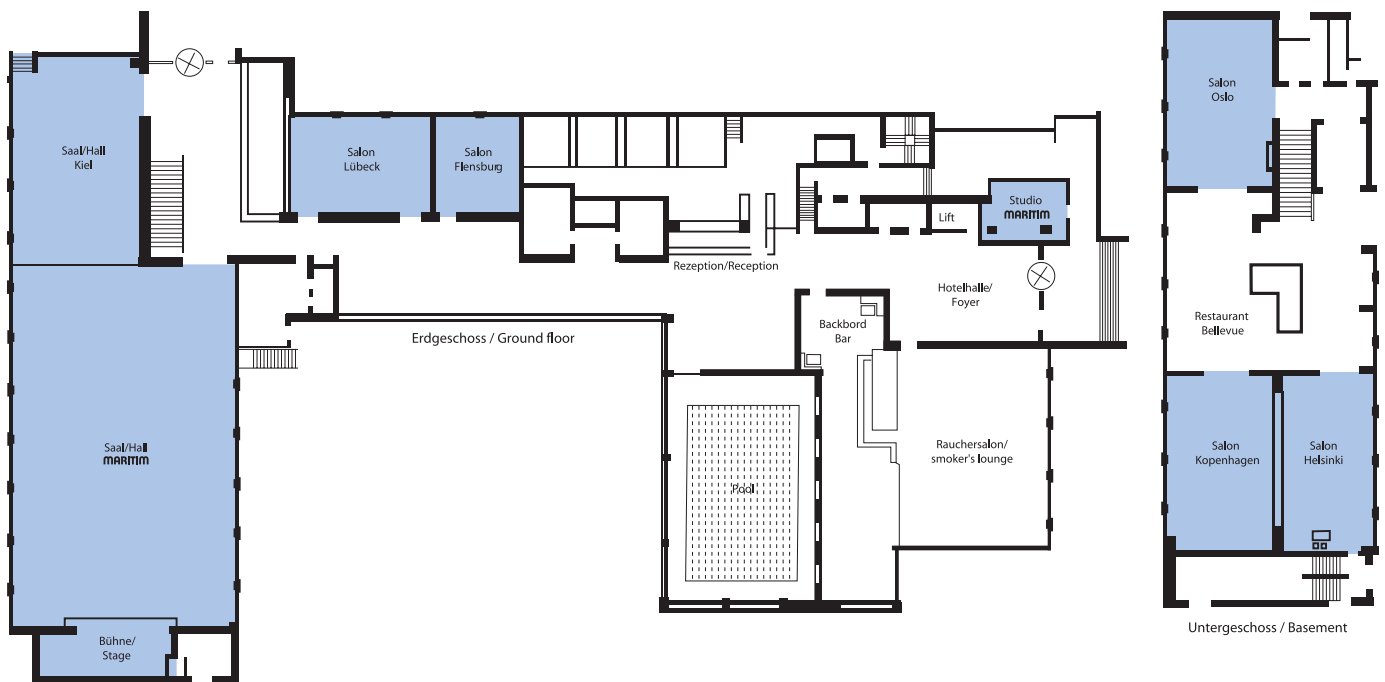 Saal/Hall
Kiel
Salon
Lübeck
Salon
Flensburg
Lift
Studio
MARITIM
Rezeption/Reception
Hotelhalle/
Foyer
Erdgeschoss / Ground floor
Backbord
Bar
Saal/Hall
MARITIM
Rauchersalon/
smoker's lounge
Pool
Bühne/
Stage
Salon
Oslo
Restaurant
Bellevue
Salon
Kopenhagen
Salon
Helsinki
Untergeschoss / Basement